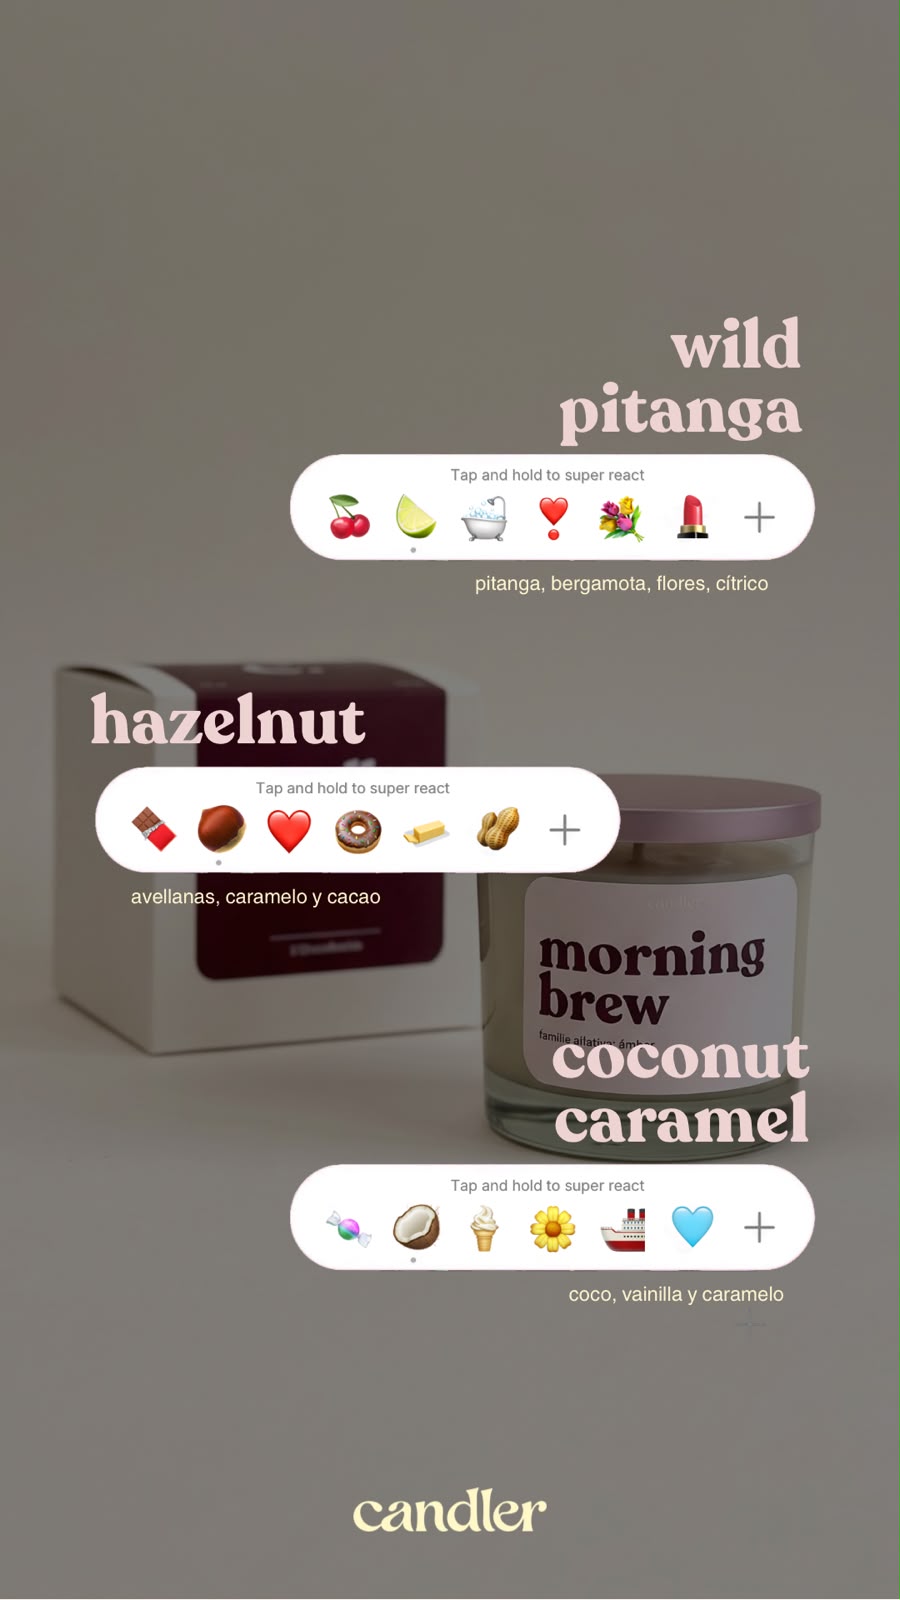 wild
pitanga
Tap and hold to super react
pitanga, bergamota, flores, cítrico
hazelnut
Tap and hold to super react
avellanas, caramelo y cacao
candler
morning
brew
coconut
caramel
Tap and hold to super react
coco, vainilla y caramelo
candler